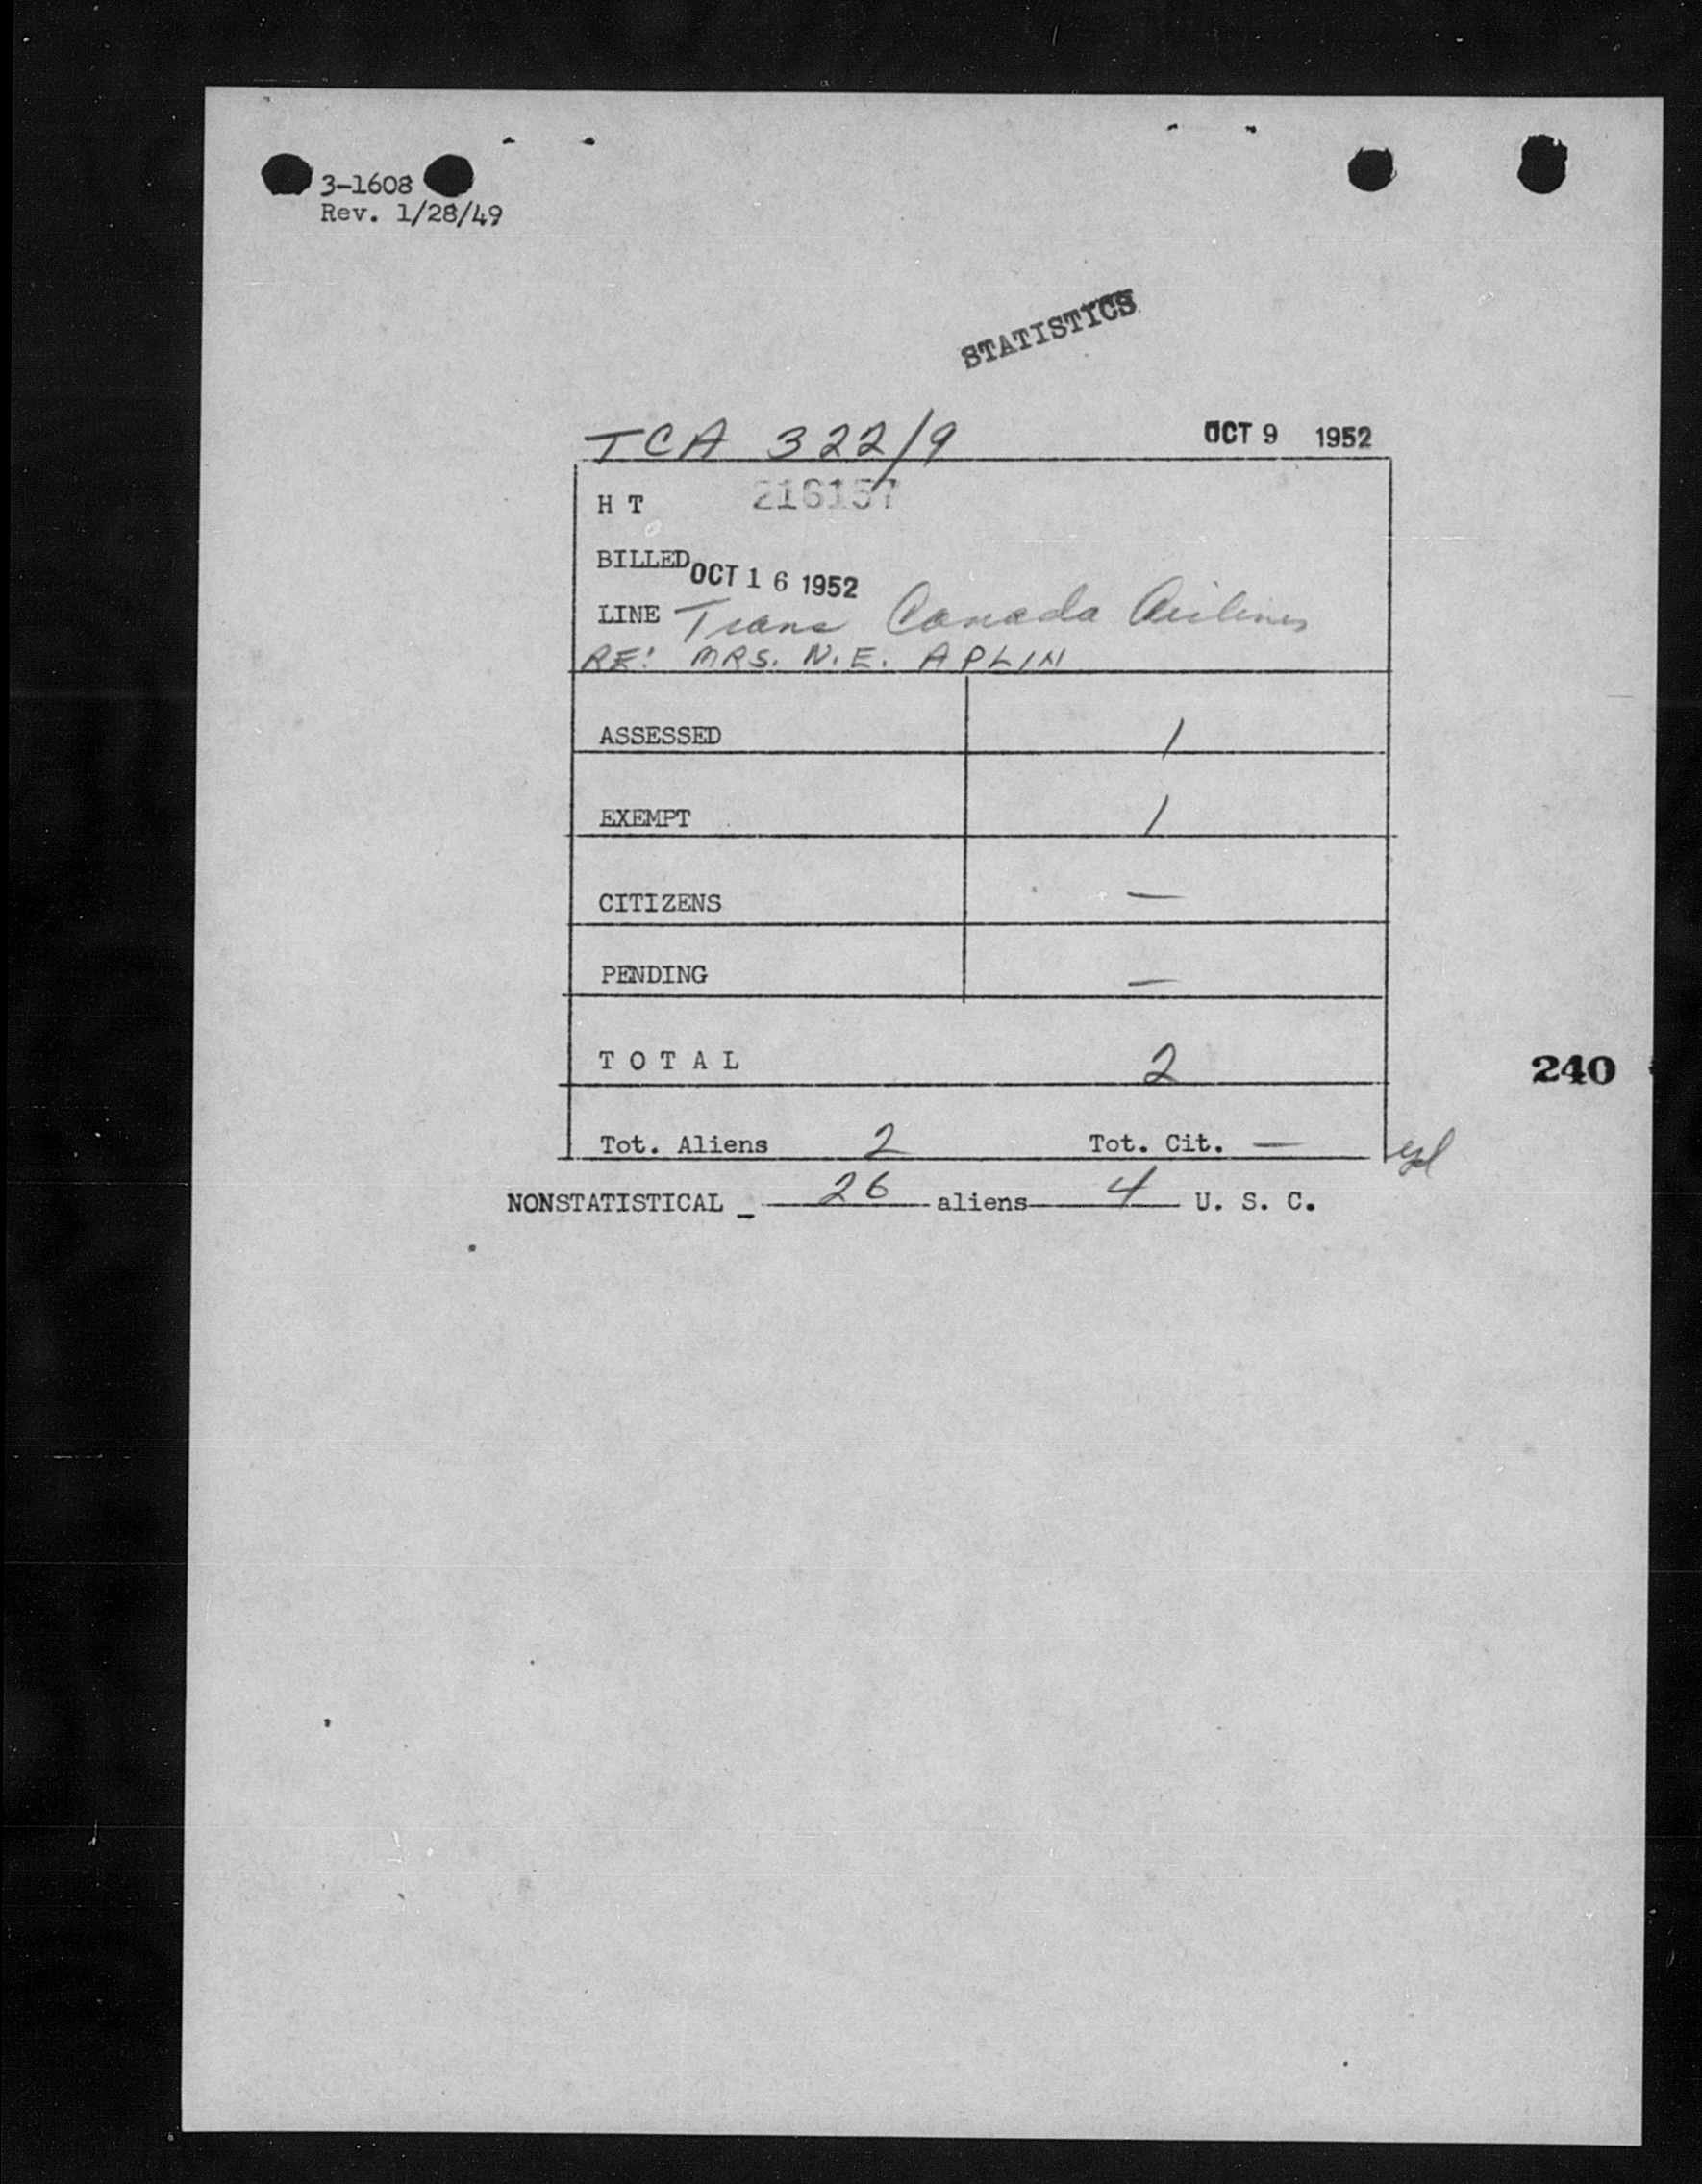 3-1608
Rev. 1/28/49
STATISTICS
TCA 322/9 OCT 9 1952
H T 216157
BILLED OCT 16 1952
LINE Trans Canada Airlines
RE: MRS. N.E. APLIN
ASSESSED 1
EXEMPT 1
CITIZENS —
PENDING —
T O T A L 2
240
Tot. Aliens 2 Tot. Cit. —
NONSTATISTICAL _ 26 aliens 4 U. S. C.